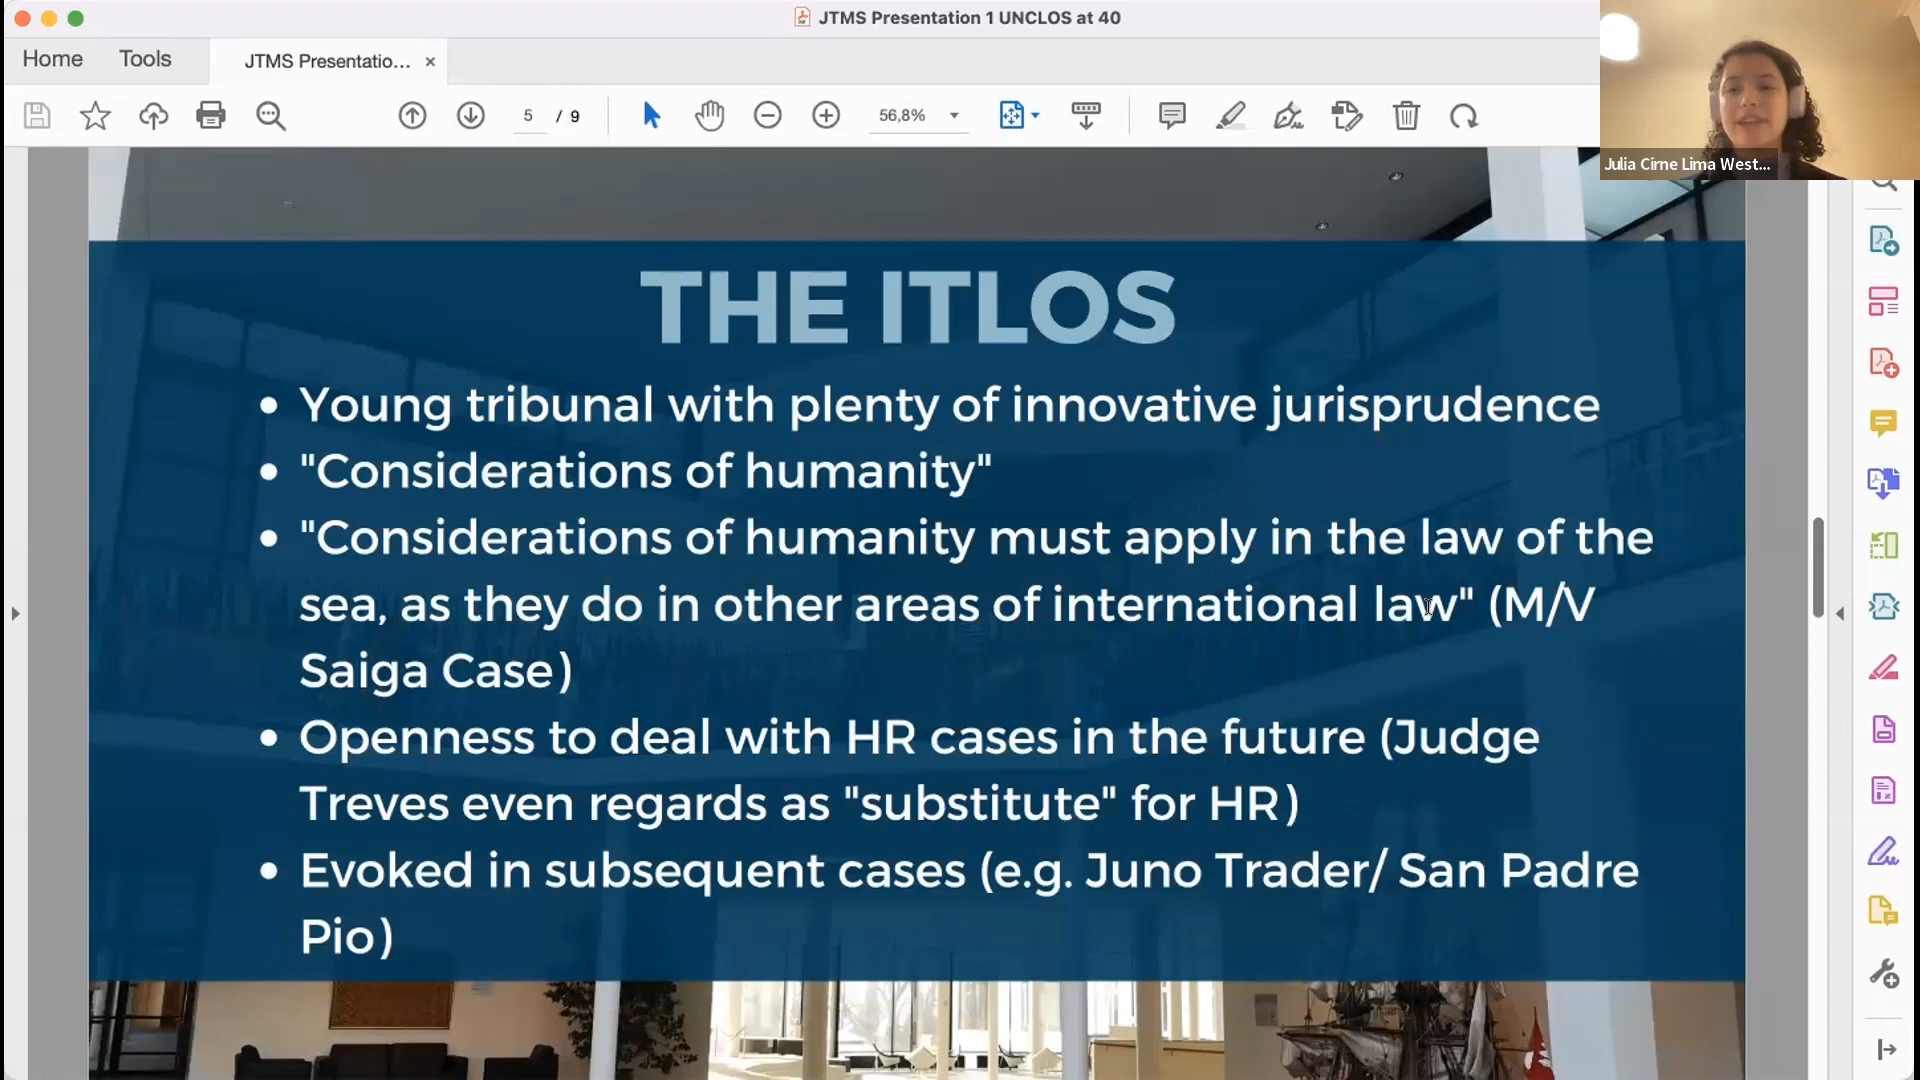 JTMS Presentation 1 UNCLOS at 40
Home
Tools
JTMS Presentatio...
5 / 9
56,8%
Julia Cirne Lima West...
THE ITLOS
• Young tribunal with plenty of innovative jurisprudence
• "Considerations of humanity"
• "Considerations of humanity must apply in the law of the
sea, as they do in other areas of international law" (M/V
Saiga Case)
• Openness to deal with HR cases in the future (Judge
Treves even regards as "substitute" for HR)
• Evoked in subsequent cases (e.g. Juno Trader/ San Padre
Pio)